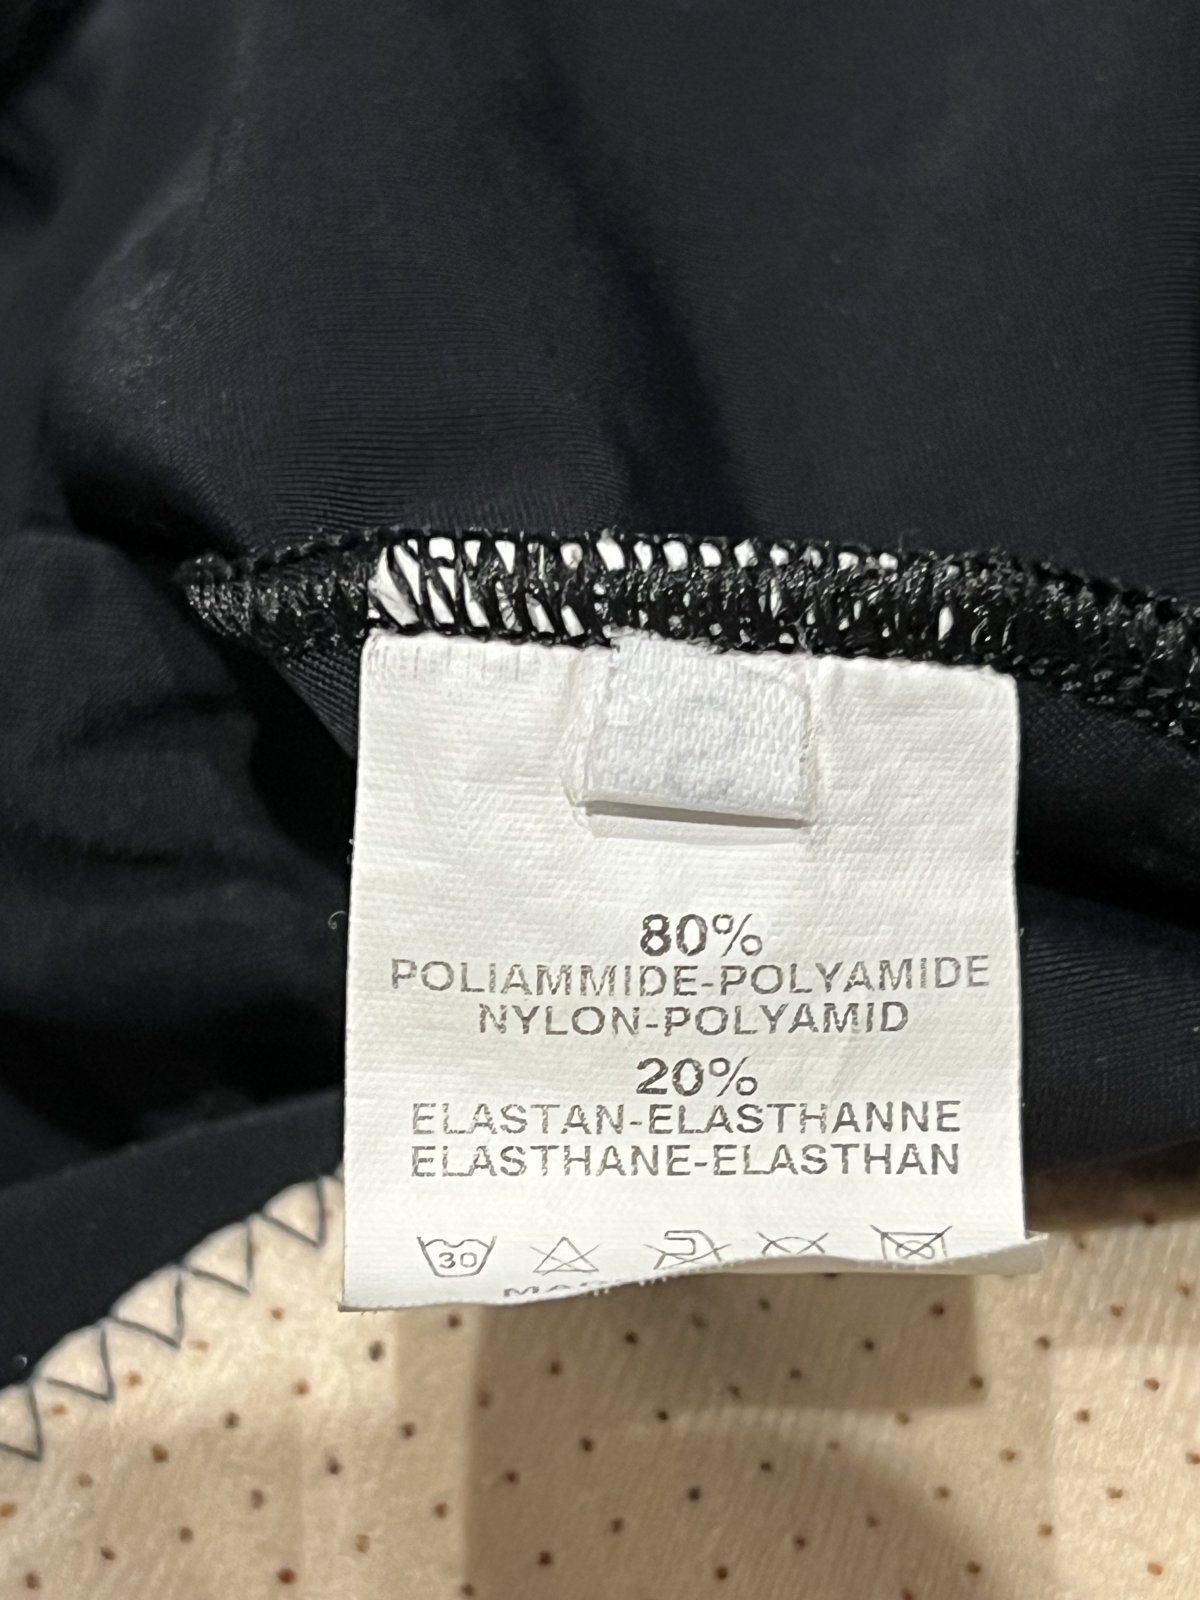 80%
POLIAMMIDE-POLYAMIDE
NYLON-POLYAMID
20%
ELASTAN-ELASTHANNE
ELASTHANE-ELASTHAN
30